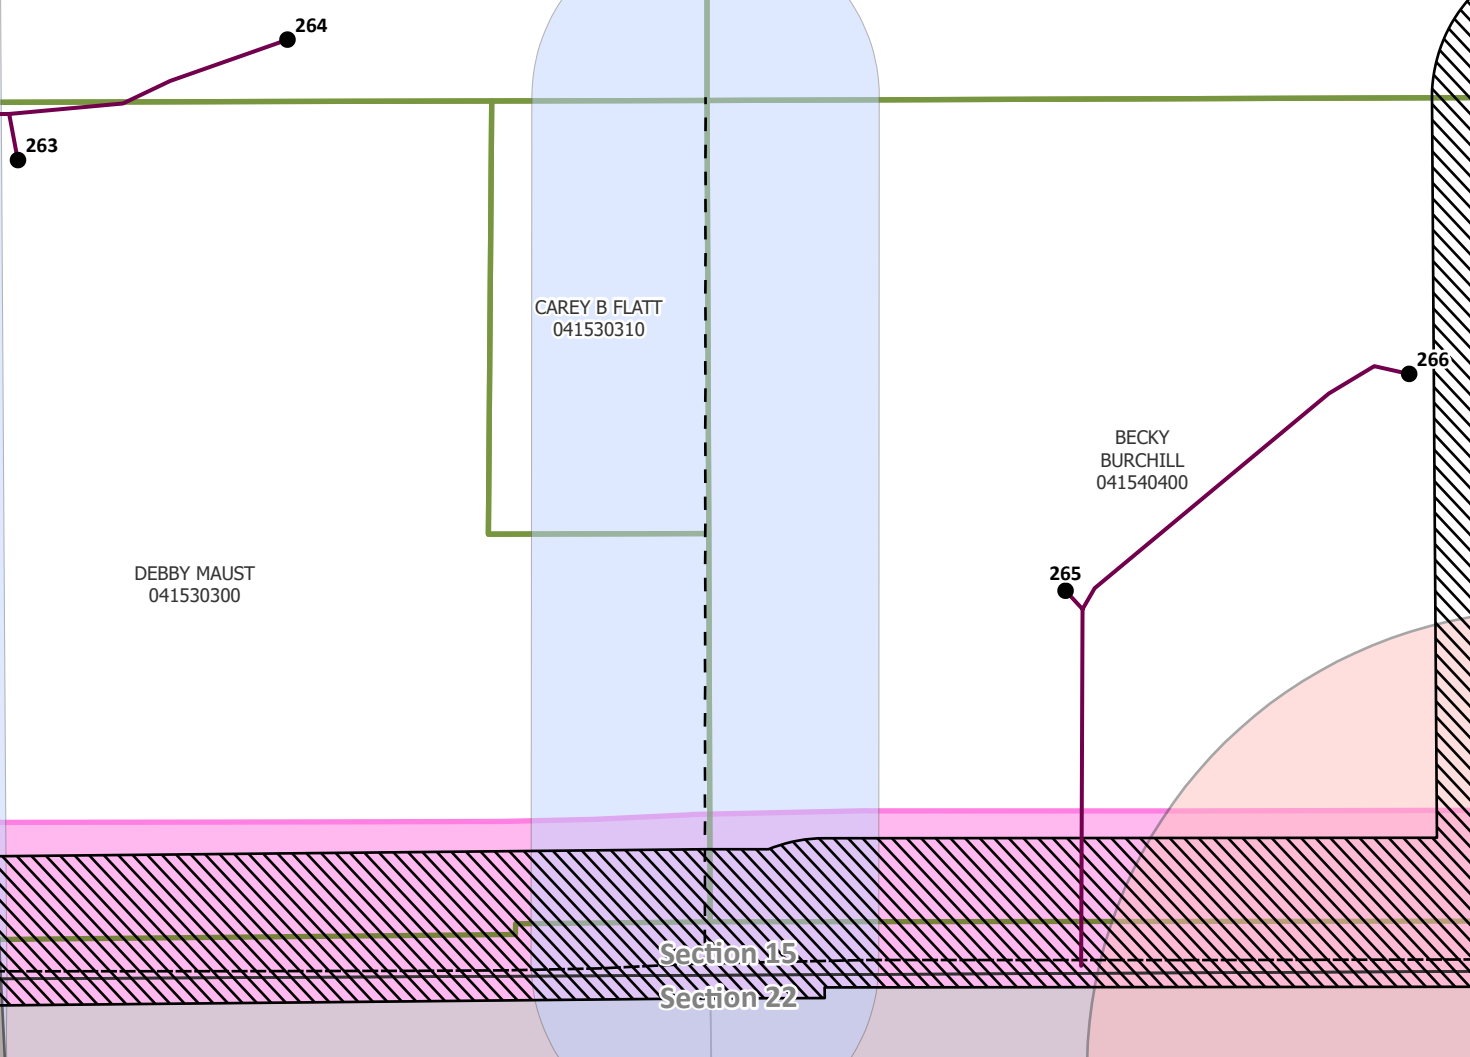 264
263
CAREY B FLATT
041530310
266
BECKY
BURCHILL
041540400
265
DEBBY MAUST
041530300
Section 15
Section 22